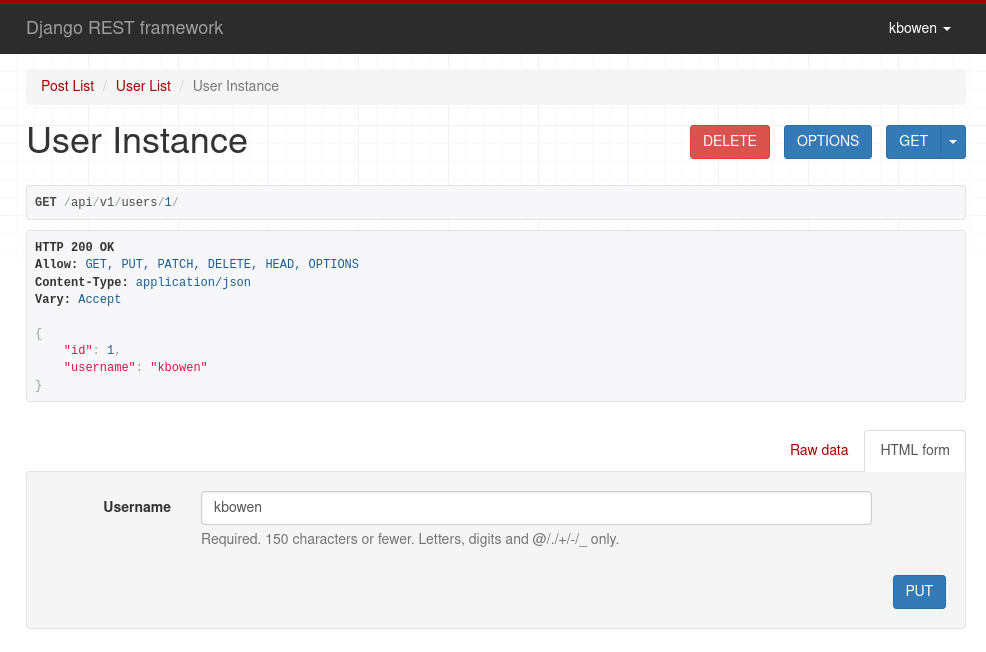 Django REST framework kbowen
Post List / User List / User Instance
User Instance DELETE OPTIONS GET
GET /api/v1/users/1/
HTTP 200 OK
Allow: GET, PUT, PATCH, DELETE, HEAD, OPTIONS
Content-Type: application/json
Vary: Accept
{
    "id": 1,
    "username": "kbowen"
}
Raw data HTML form
Username kbowen
Required. 150 characters or fewer. Letters, digits and @/./+/-/_ only.
PUT